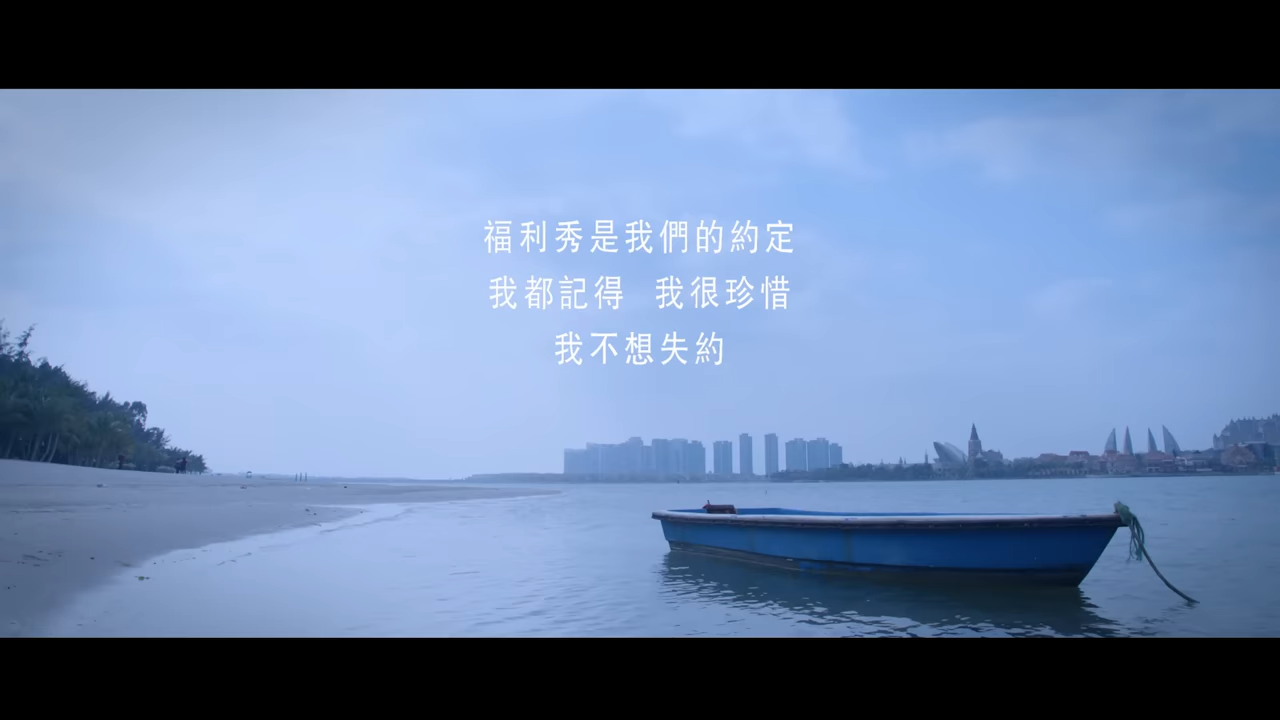 福利秀是我們的約定
我都記得 我很珍惜
我不想失約